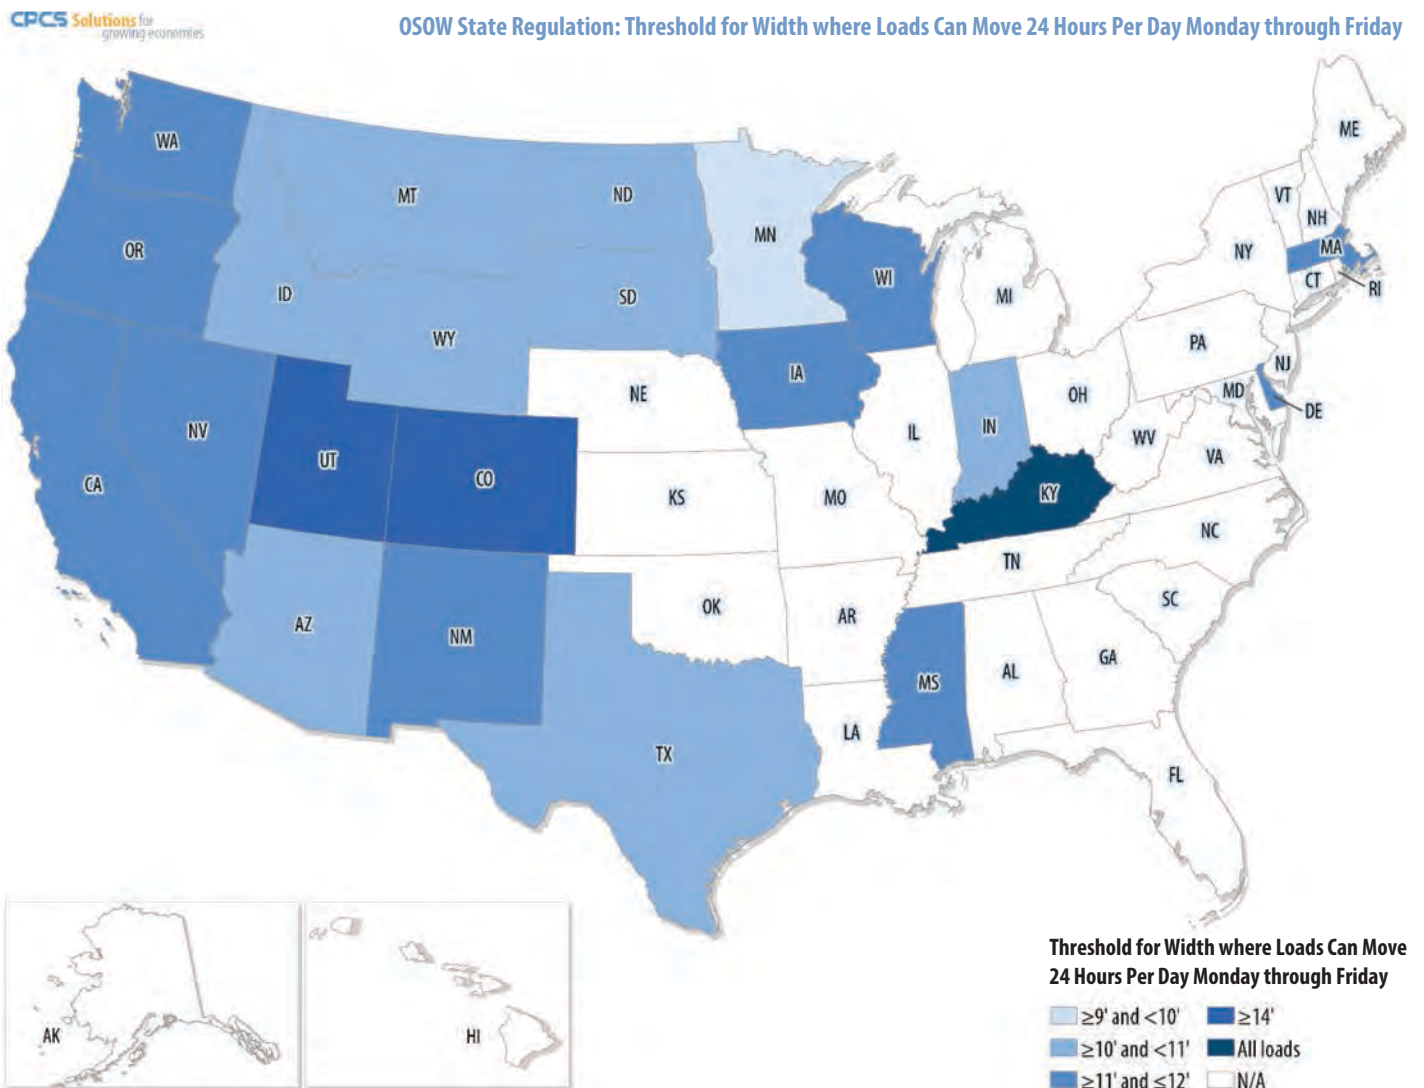 CPCS Solutions for
growing economies
OSOW State Regulation: Threshold for Width where Loads Can Move 24 Hours Per Day Monday through Friday
WA
MT
ND
MN
ME
VT
NH
OR
ID
SD
WI
MI
NY
MA
CT
RI
WY
IA
PA
NJ
NE
OH
MD
DE
NV
UT
CO
IL
IN
WV
VA
CA
KS
MO
KY
NC
TN
AZ
NM
OK
AR
SC
MS
AL
GA
LA
TX
FL
AK
HI
Threshold for Width where Loads Can Move
24 Hours Per Day Monday through Friday
≥9' and <10'
≥14'
≥10' and <11'
All loads
≥11' and ≤12'
N/A